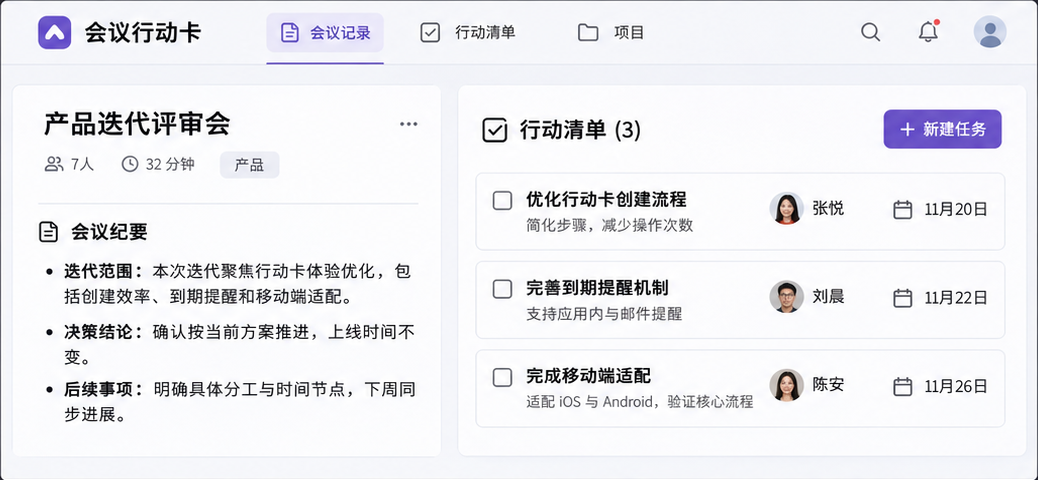 会议行动卡
会议记录
行动清单
项目
产品迭代评审会
7人
32 分钟
产品
会议纪要
迭代范围：本次迭代聚焦行动卡体验优化，包
括创建效率、到期提醒和移动端适配。
决策结论：确认按当前方案推进，上线时间不
变。
后续事项：明确具体分工与时间节点，下周同
步进展。
行动清单 (3)
新建任务
优化行动卡创建流程
简化步骤，减少操作次数
张悦
11月20日
完善到期提醒机制
支持应用内与邮件提醒
刘晨
11月22日
完成移动端适配
适配 iOS 与 Android，验证核心流程
陈安
11月26日